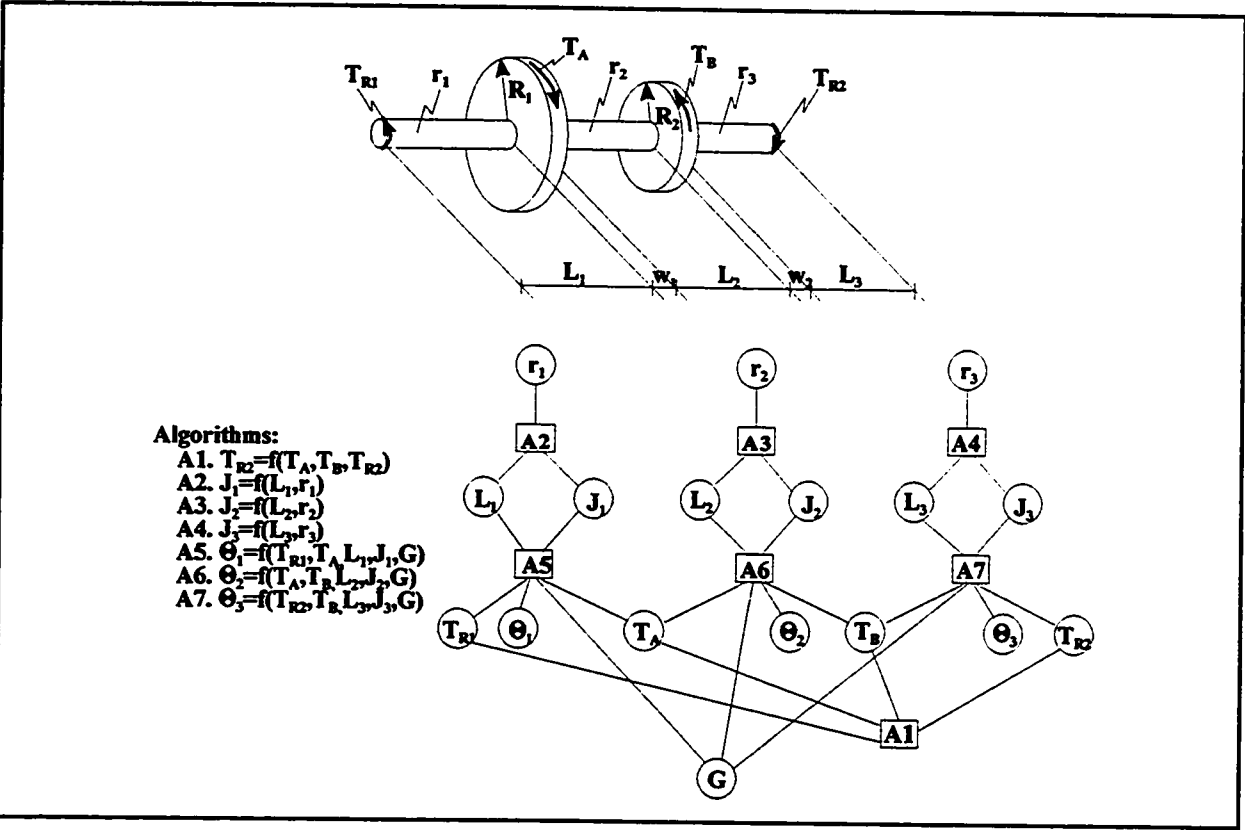 T_A
T_B
T_R1 r_1 r_2 r_3 T_R2
R_1 R_2
L_1 w_1 L_2 w_2 L_3
r_1 r_2 r_3
Algorithms:
A1. T_R2=f(T_A,T_B,T_R2)
A2. J_1=f(L_1,r_1)
A3. J_2=f(L_2,r_2)
A4. J_3=f(L_3,r_3)
A5. Θ_1=f(T_R1,T_A,L_1,J_1,G)
A6. Θ_2=f(T_A,T_B,L_2,J_2,G)
A7. Θ_3=f(T_R2,T_B,L_3,J_3,G)
A2 A3 A4
L_1 J_1 L_2 J_2 L_3 J_3
A5 A6 A7
T_R1 Θ_1 T_A Θ_2 T_B Θ_3 T_R2
A1
G